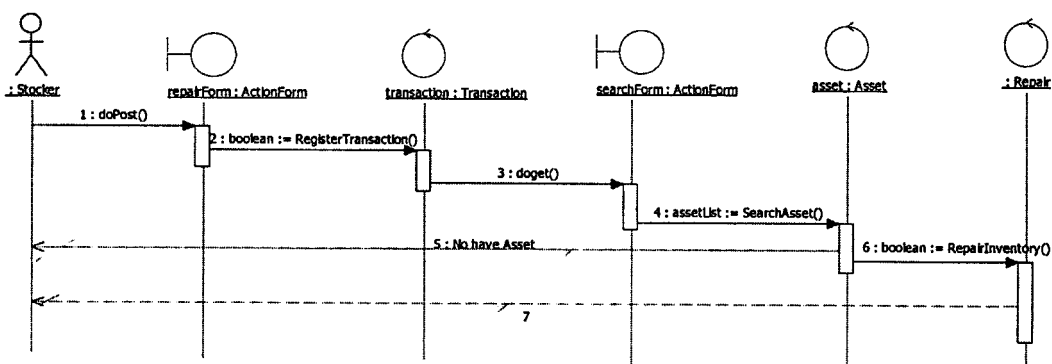 : Stocker
repairForm : ActionForm
transaction : Transaction
searchForm : ActionForm
asset : Asset
: Repair
1 : doPost()
2 : boolean := RegisterTransaction()
3 : doget()
4 : assetList := SearchAsset()
5 : No have Asset
6 : boolean := RepairInventory()
7